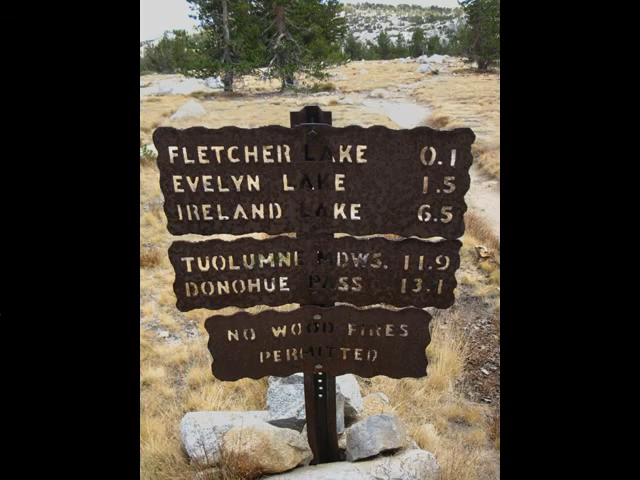 FLETCHER LAKE 0.1
EVELYN LAKE 1.5
IRELAND LAKE 6.5
TUOLUMNE MDWS. 11.9
DONOHUE PASS 13.1
NO WOOD FIRES
PERMITTED